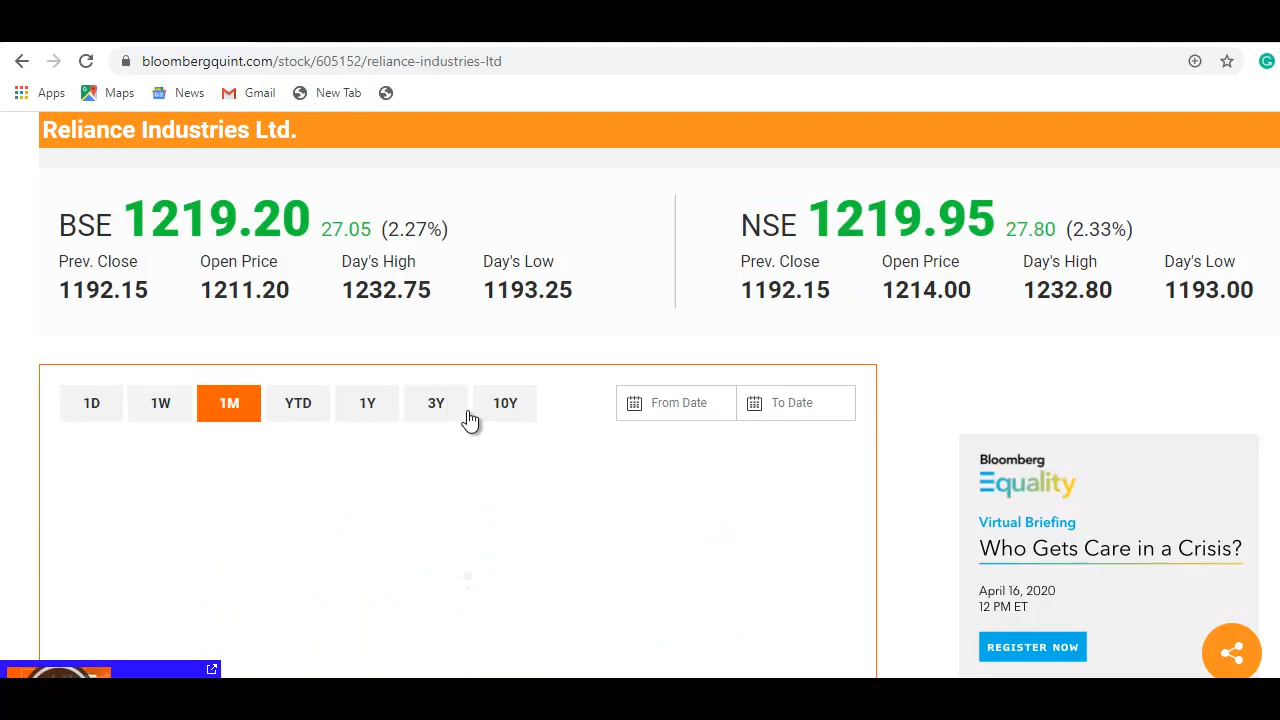 bloombergquint.com/stock/605152/reliance-industries-ltd
Apps Maps News Gmail New Tab
Reliance Industries Ltd.
BSE 1219.20 27.05 (2.27%)
Prev. Close Open Price Day's High Day's Low
1192.15 1211.20 1232.75 1193.25
NSE 1219.95 27.80 (2.33%)
Prev. Close Open Price Day's High Day's Low
1192.15 1214.00 1232.80 1193.00
1D 1W 1M YTD 1Y 3Y 10Y From Date To Date
Bloomberg
Equality
Virtual Briefing
Who Gets Care in a Crisis?
April 16, 2020
12 PM ET
REGISTER NOW